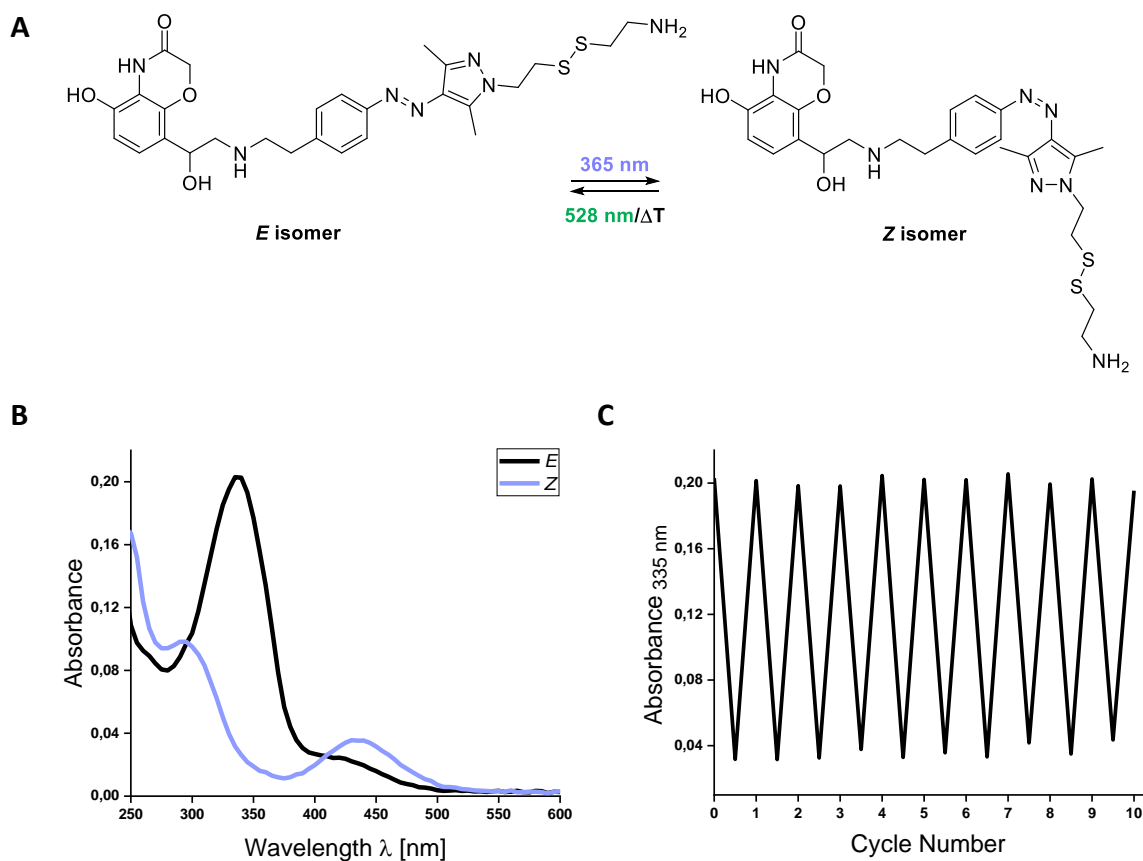 A
O
NH
HO
O
OH
N
H
N
N
N
N
S
S
NH2
365 nm
528 nm/ΔT
E isomer
O
NH
HO
O
OH
N
H
N
N
N
N
S
S
NH2
Z isomer
B
E
Z
0,20
0,16
0,12
0,08
0,04
0,00
Absorbance
250 300 350 400 450 500 550 600
Wavelength λ [nm]
C
0,20
0,16
0,12
0,08
0,04
Absorbance 335 nm
0 1 2 3 4 5 6 7 8 9 10
Cycle Number